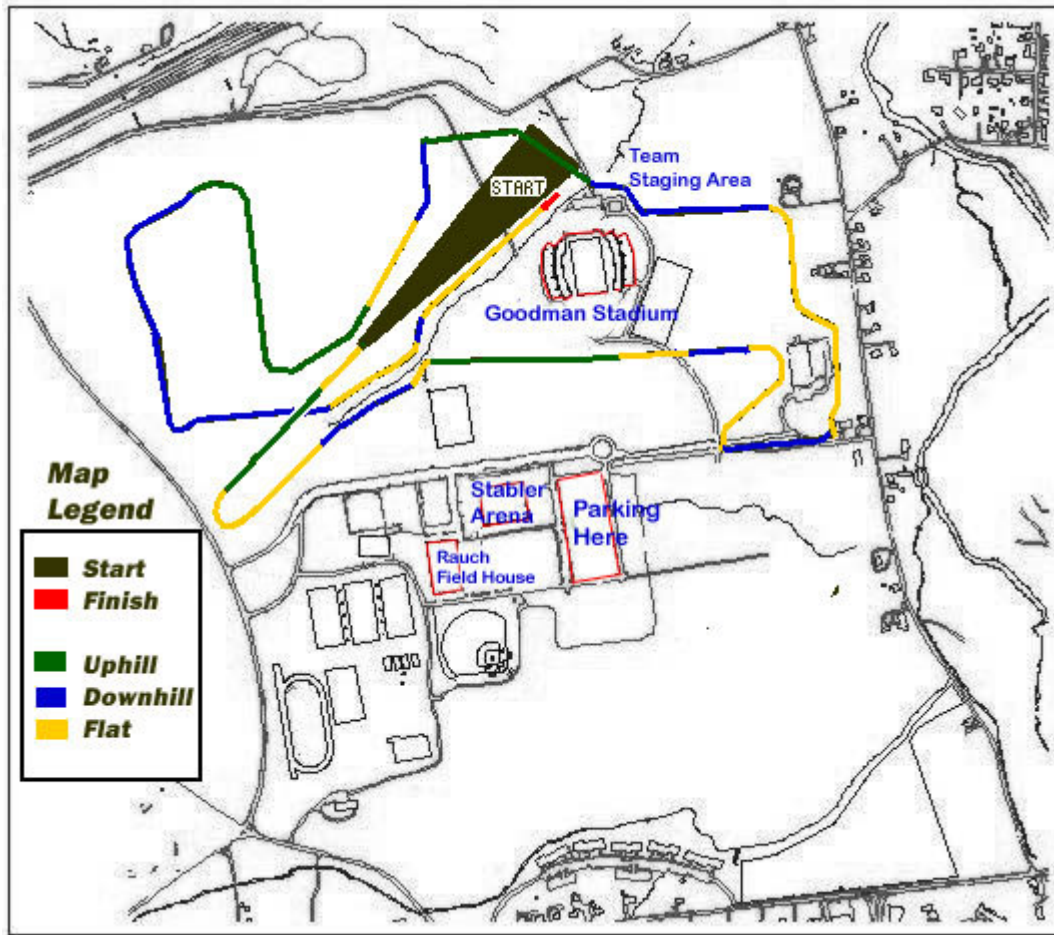 Team
Staging Area
START
Goodman Stadium
Map
Legend
Start
Finish
Uphill
Downhill
Flat
Stabler
Arena
Parking
Here
Rauch
Field House